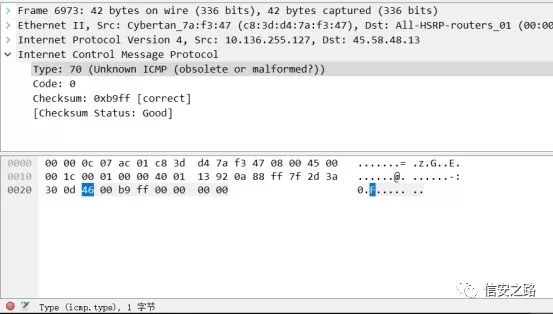 Frame 6973: 42 bytes on wire (336 bits), 42 bytes captured (336 bits)
Ethernet II, Src: Cybertan_7a:f3:47 (c8:3d:d4:7a:f3:47), Dst: All-HSRP-routers_01 (00:00
Internet Protocol Version 4, Src: 10.136.255.127, Dst: 45.58.48.13
Internet Control Message Protocol
Type: 70 (Unknown ICMP (obsolete or malformed?))
Code: 0
Checksum: 0xb9ff [correct]
[Checksum Status: Good]
0000 00 00 0c 07 ac 01 c8 3d d4 7a f3 47 08 00 45 00 .......= .z.G..E.
0010 00 1c 00 01 00 00 40 01 13 92 0a 88 ff 7f 2d 3a ......@. ......-:
0020 30 0d 46 00 b9 ff 00 00 00 00 0.F..... ..
信安之路
Type (icmp.type), 1 字节